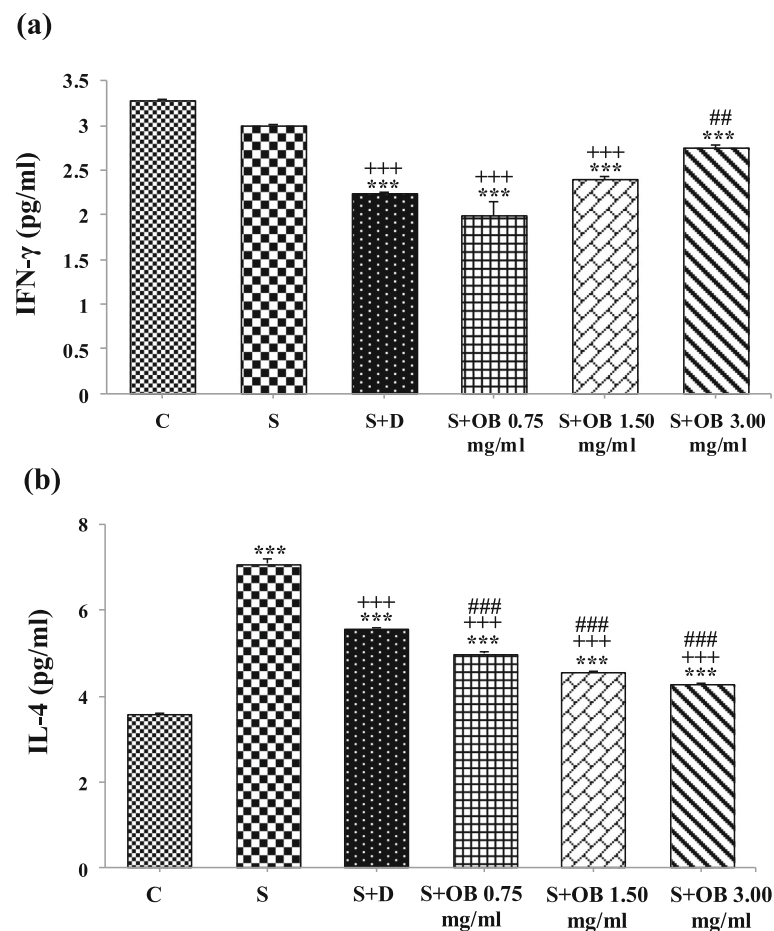 (a)
IFN-γ (pg/ml)
3.5
3
2.5
2
1.5
1
0.5
0
+++
***
+++
***
+++
***
##
***
C
S
S+D
S+OB 0.75
mg/ml
S+OB 1.50
mg/ml
S+OB 3.00
mg/ml
(b)
IL-4 (pg/ml)
8
6
4
2
0
***
+++
***
###
+++
***
###
+++
***
###
+++
***
C
S
S+D
S+OB 0.75
mg/ml
S+OB 1.50
mg/ml
S+OB 3.00
mg/ml